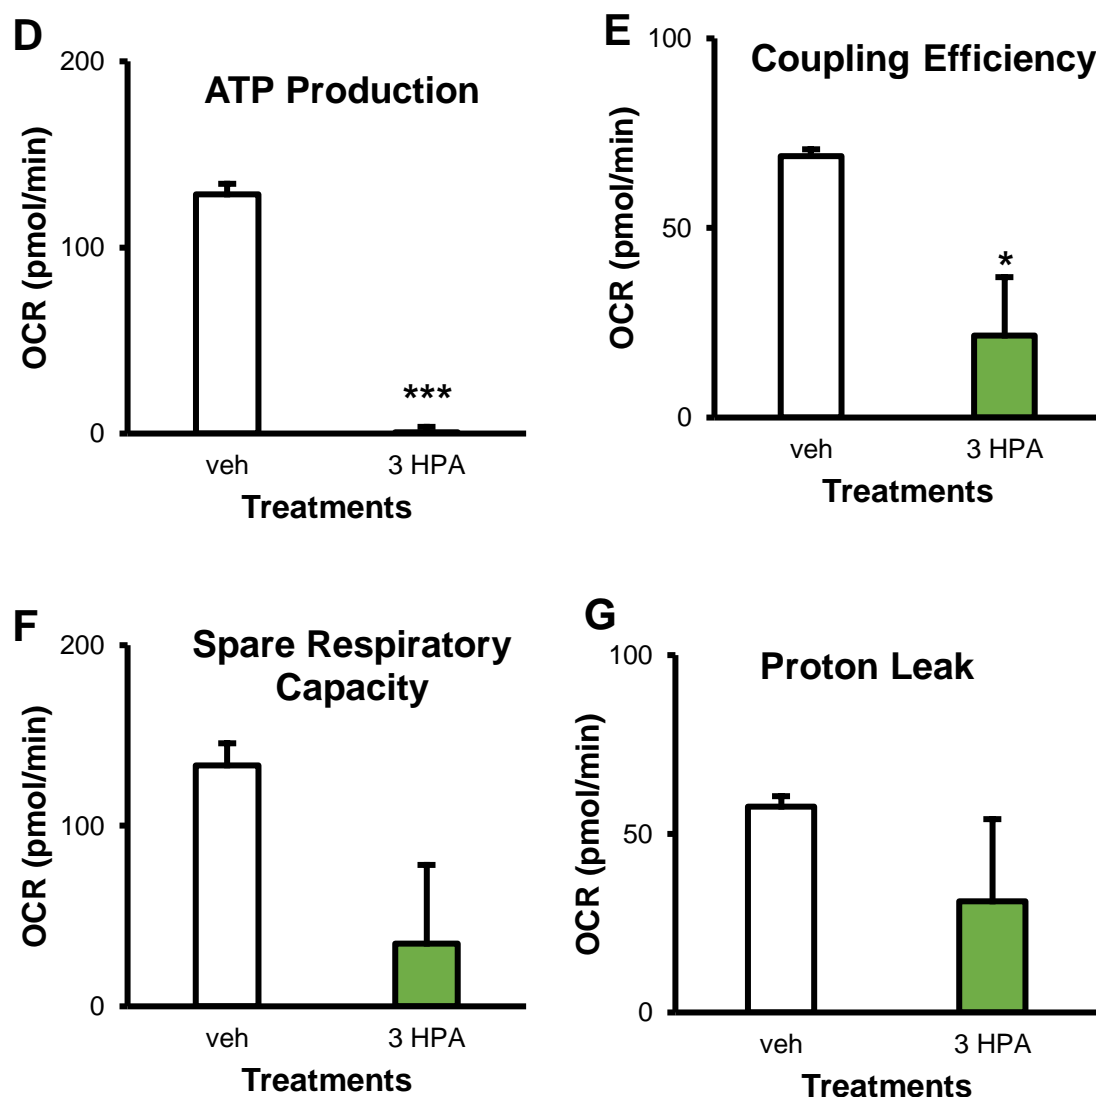 D
ATP Production
OCR (pmol/min)
200
100
0
***
veh
3 HPA
Treatments
E
Coupling Efficiency
OCR (pmol/min)
100
50
0
*
veh
3 HPA
Treatments
F
Spare Respiratory
Capacity
OCR (pmol/min)
200
100
0
veh
3 HPA
Treatments
G
Proton Leak
OCR (pmol/min)
100
50
0
veh
3 HPA
Treatments